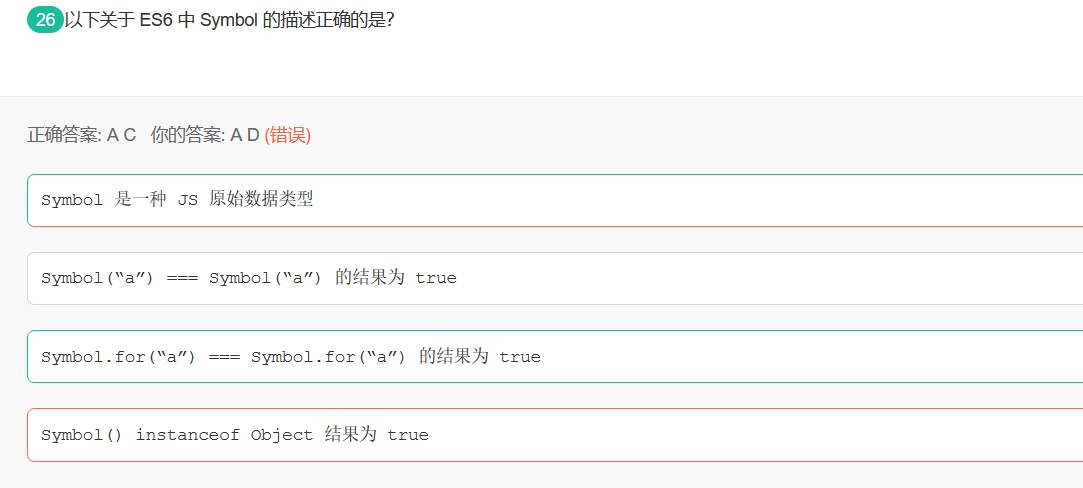 26 以下关于 ES6 中 Symbol 的描述正确的是？
正确答案: A C 你的答案: A D (错误)
Symbol 是一种 JS 原始数据类型
Symbol(“a”) === Symbol(“a”) 的结果为 true
Symbol.for(“a”) === Symbol.for(“a”) 的结果为 true
Symbol() instanceof Object 结果为 true